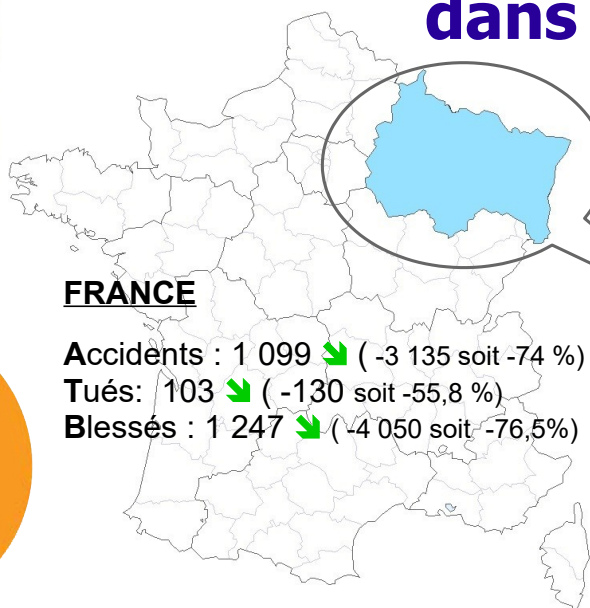 dans
FRANCE
Accidents : 1 099 ( -3 135 soit -74 %)
Tués: 103 ( -130 soit -55,8 %)
Blessés : 1 247 ( -4 050 soit -76,5%)